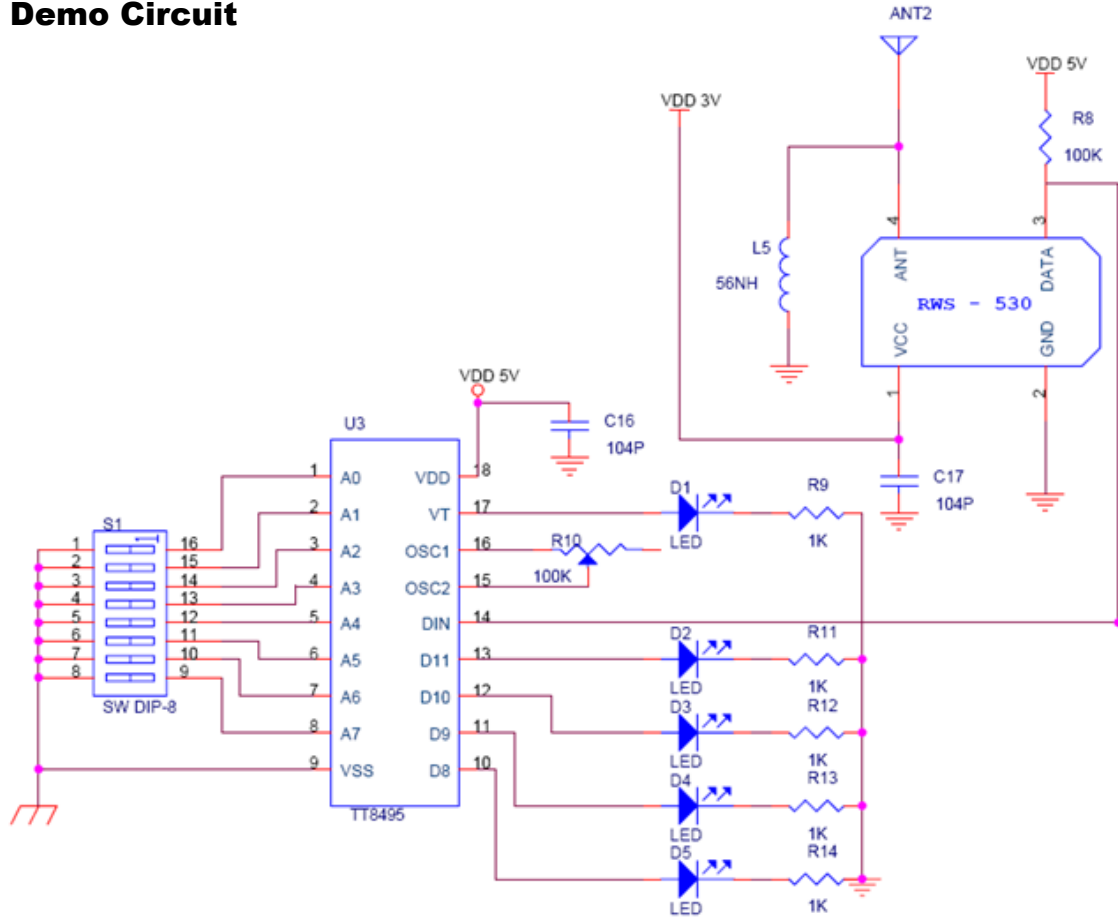 Demo Circuit
ANT2
VDD 5V
VDD 3V
R8
100K
4
3
L5
56NH
ANT
DATA
RWS - 530
VCC
GND
1
2
VDD 5V
C16
104P
C17
104P
U3
1 A0 VDD 18
2 A1 VT 17
3 A2 OSC1 16
4 A3 OSC2 15
5 A4 DIN 14
6 A5 D11 13
7 A6 D10 12
8 A7 D9 11
9 VSS D8 10
TT8495
S1
1 16
2 15
3 14
4 13
5 12
6 11
7 10
8 9
SW DIP-8
D1
LED
R9
1K
R10
100K
D2
LED
R11
1K
D3
LED
R12
1K
D4
LED
R13
1K
D5
LED
R14
1K